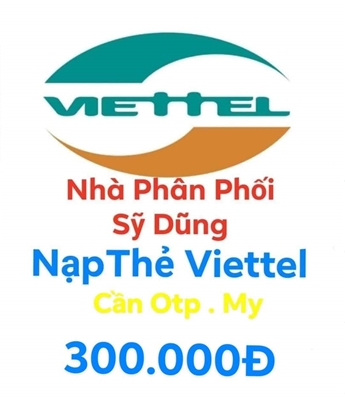 VIETTEL
Nhà Phân Phối
Sỹ Dũng
NạpThẻ Viettel
Cần Otp . My
300.000Đ